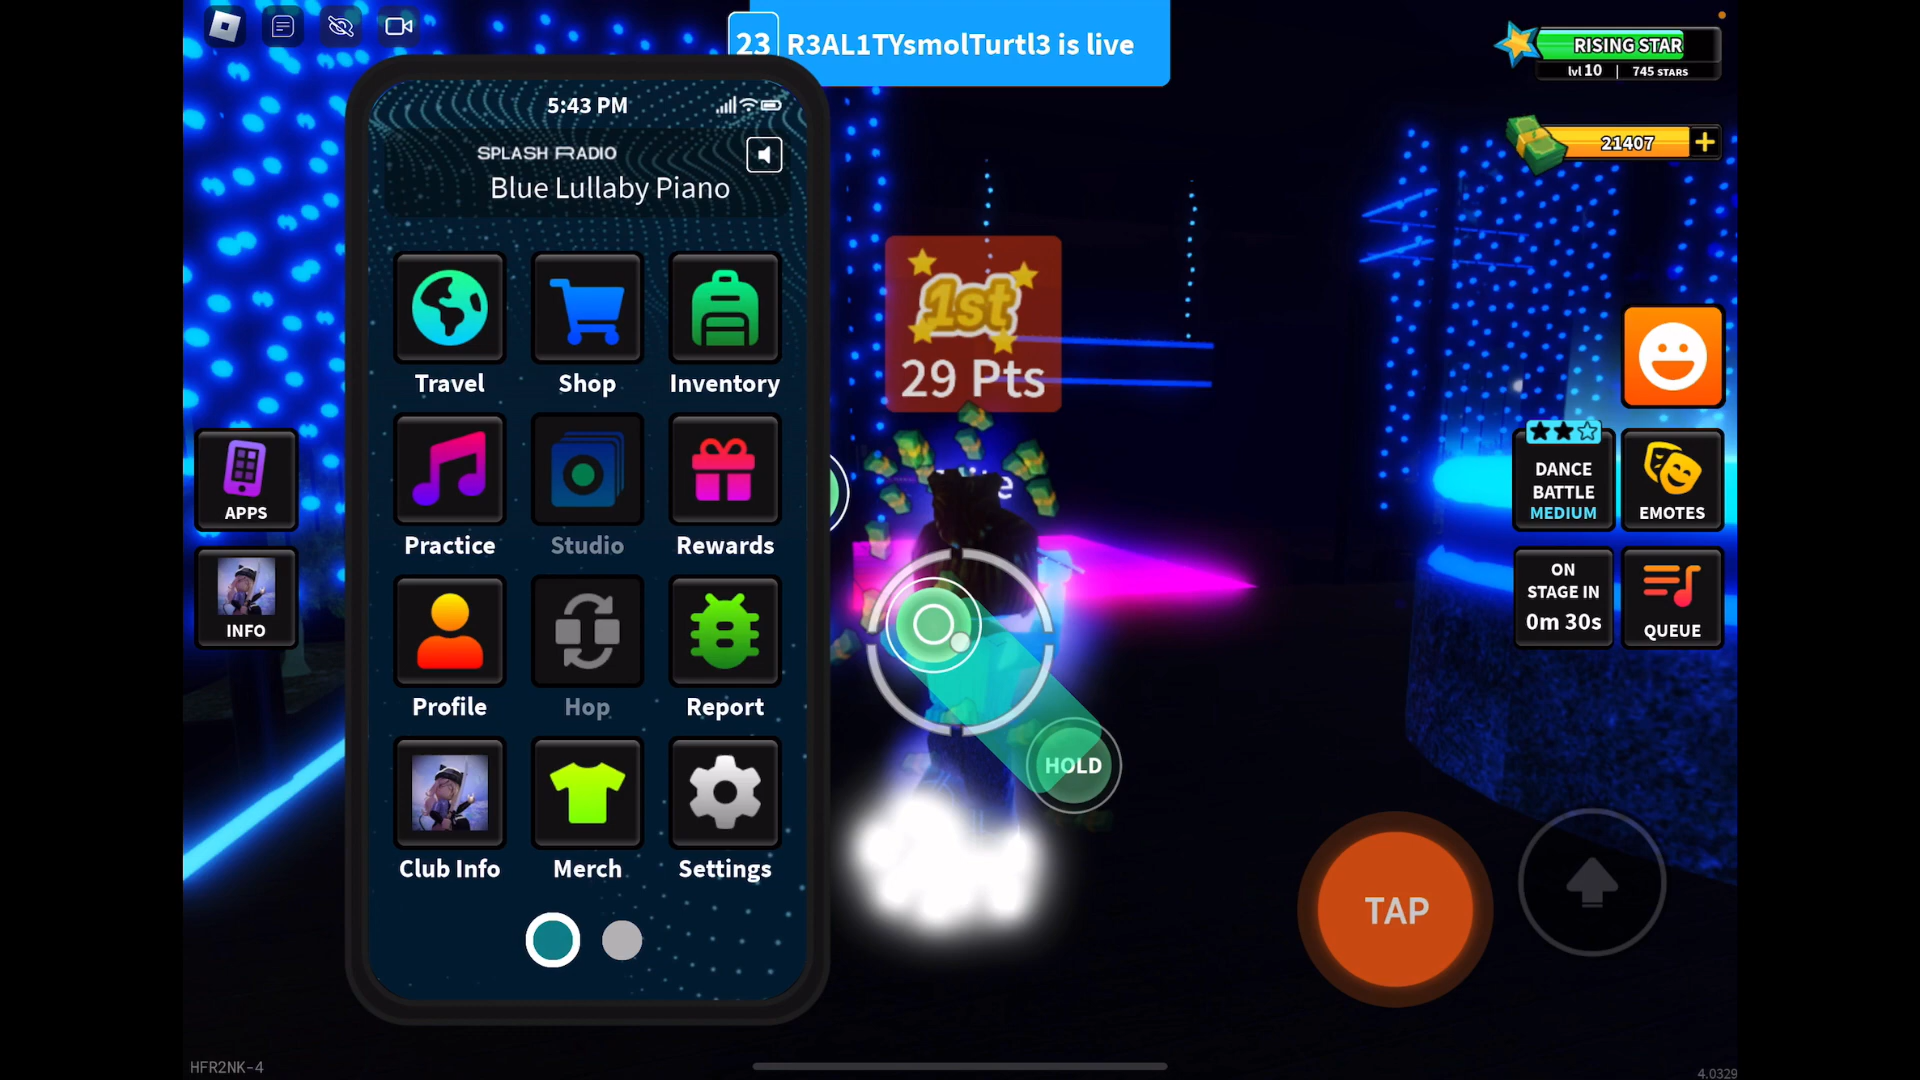 23 R3AL1TYsmolTurtl3 is live
RISING STAR
lvl 10 | 745 STARS
21407
5:43 PM
SPLASH RADIO
Blue Lullaby Piano
Travel Shop Inventory
Practice Studio Rewards
Profile Hop Report
Club Info Merch Settings
APPS
INFO
1st
29 Pts
HOLD
DANCE
BATTLE
MEDIUM
EMOTES
ON
STAGE IN
0m 30s
QUEUE
TAP
HFR2NK-4
4.0329